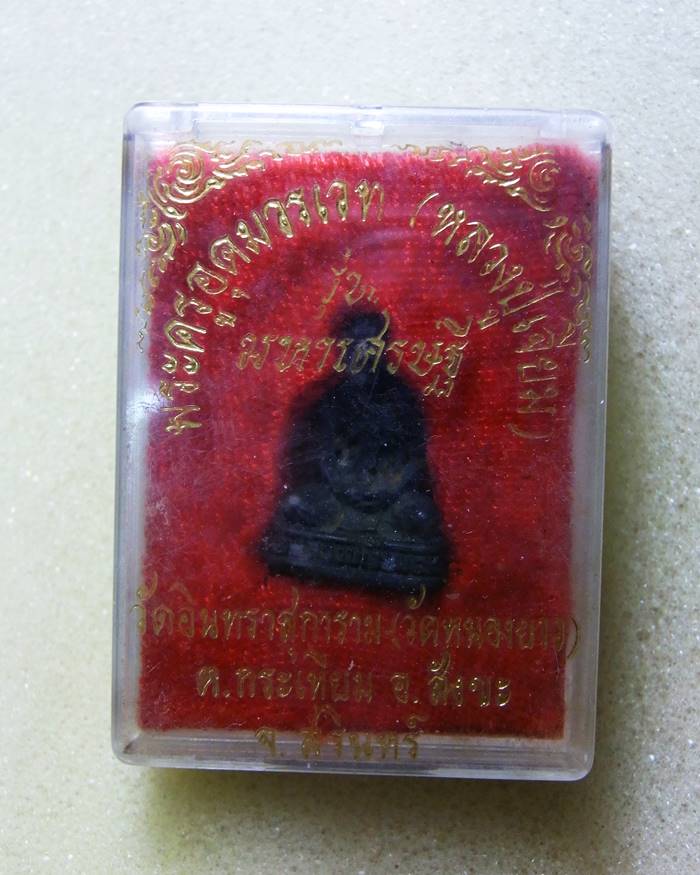 พระครูอุดมวรเวท (หลวงปู่เจียม)
รุ่น
มหาเศรษฐี
วัดอินทราสุการาม (วัดหนองยาว)
ต.กระเทียม อ.สังขะ
จ.สุรินทร์